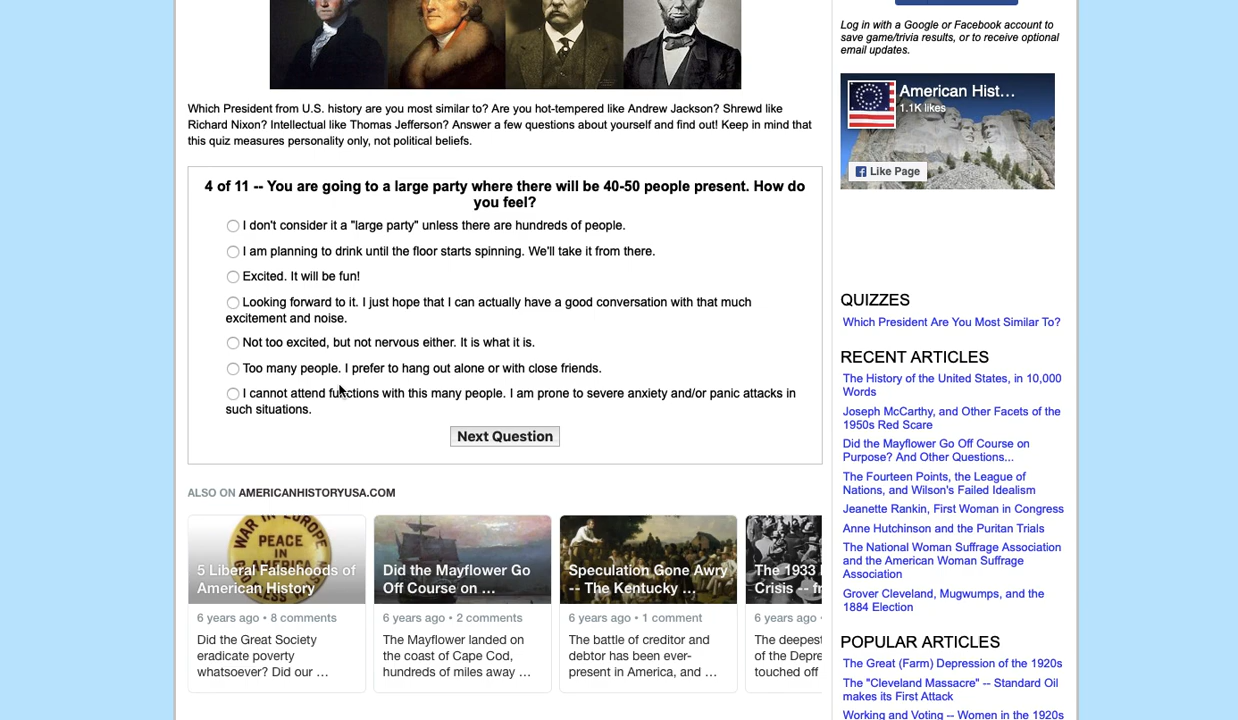 Log in with a Google or Facebook account to
save game/trivia results, or to receive optional
email updates.
American Hist...
1.1K likes
Like Page
Which President from U.S. history are you most similar to? Are you hot-tempered like Andrew Jackson? Shrewd like
Richard Nixon? Intellectual like Thomas Jefferson? Answer a few questions about yourself and find out! Keep in mind that
this quiz measures personality only, not political beliefs.
4 of 11 -- You are going to a large party where there will be 40-50 people present. How do
you feel?
I don't consider it a "large party" unless there are hundreds of people.
I am planning to drink until the floor starts spinning. We'll take it from there.
Excited. It will be fun!
Looking forward to it. I just hope that I can actually have a good conversation with that much
excitement and noise.
Not too excited, but not nervous either. It is what it is.
Too many people. I prefer to hang out alone or with close friends.
I cannot attend functions with this many people. I am prone to severe anxiety and/or panic attacks in
such situations.
Next Question
ALSO ON AMERICANHISTORYUSA.COM
WAR IN EUROPE
PEACE
IN
5 Liberal Falsehoods of
American History
6 years ago • 8 comments
Did the Great Society
eradicate poverty
whatsoever? Did our ...
Did the Mayflower Go
Off Course on ...
6 years ago • 2 comments
The Mayflower landed on
the coast of Cape Cod,
hundreds of miles away ...
Speculation Gone Awry
-- The Kentucky ...
6 years ago • 1 comment
The battle of creditor and
debtor has been ever-
present in America, and ...
The 1933
Crisis -- fr
6 years ago •
The deepest
of the Depre
touched off
QUIZZES
Which President Are You Most Similar To?
RECENT ARTICLES
The History of the United States, in 10,000
Words
Joseph McCarthy, and Other Facets of the
1950s Red Scare
Did the Mayflower Go Off Course on
Purpose? And Other Questions...
The Fourteen Points, the League of
Nations, and Wilson's Failed Idealism
Jeanette Rankin, First Woman in Congress
Anne Hutchinson and the Puritan Trials
The National Woman Suffrage Association
and the American Woman Suffrage
Association
Grover Cleveland, Mugwumps, and the
1884 Election
POPULAR ARTICLES
The Great (Farm) Depression of the 1920s
The "Cleveland Massacre" -- Standard Oil
makes its First Attack
Working and Voting -- Women in the 1920s